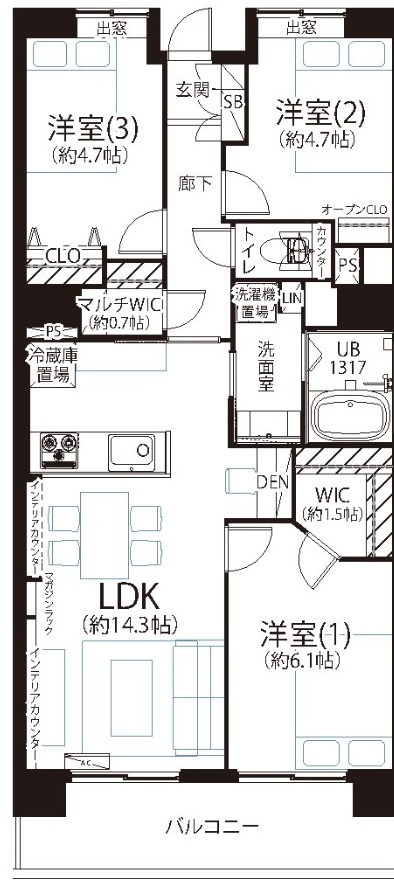 出窓
出窓
玄関
SB
洋室(3)
(約4.7帖)
洋室(2)
(約4.7帖)
廊下
オープンCLO
トイレ
カウンター
PS
CLO
マルチWIC
(約0.7帖)
洗濯機
置場
LIN
PS
冷蔵庫
置場
洗面室
UB
1317
DEN
WIC
(約1.5帖)
インテリアカウンター
マガジンラック
LDK
(約14.3帖)
洋室(1)
(約6.1帖)
インテリアカウンター
AC
バルコニー